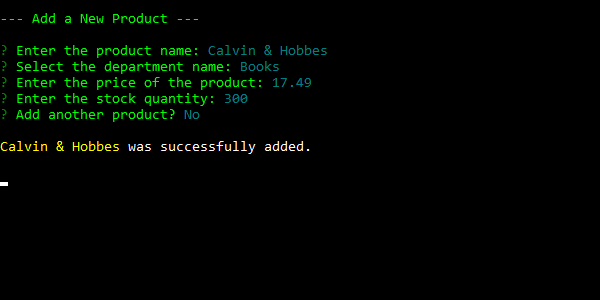 --- Add a New Product ---
? Enter the product name: Calvin & Hobbes
? Select the department name: Books
? Enter the price of the product: 17.49
? Enter the stock quantity: 300
? Add another product? No
Calvin & Hobbes was successfully added.